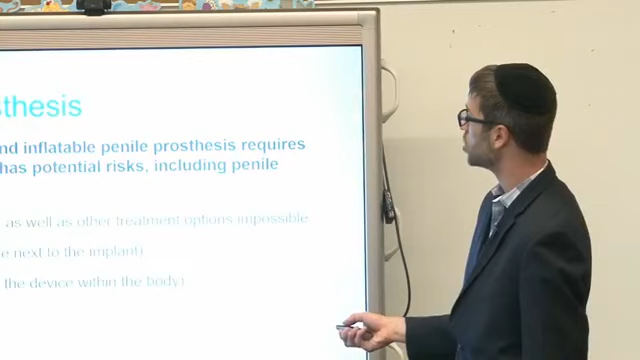 sthesis
nd inflatable penile prosthesis requires
has potential risks, including penile
as well as other treatment options impossible
e next to the implant)
the device within the body)